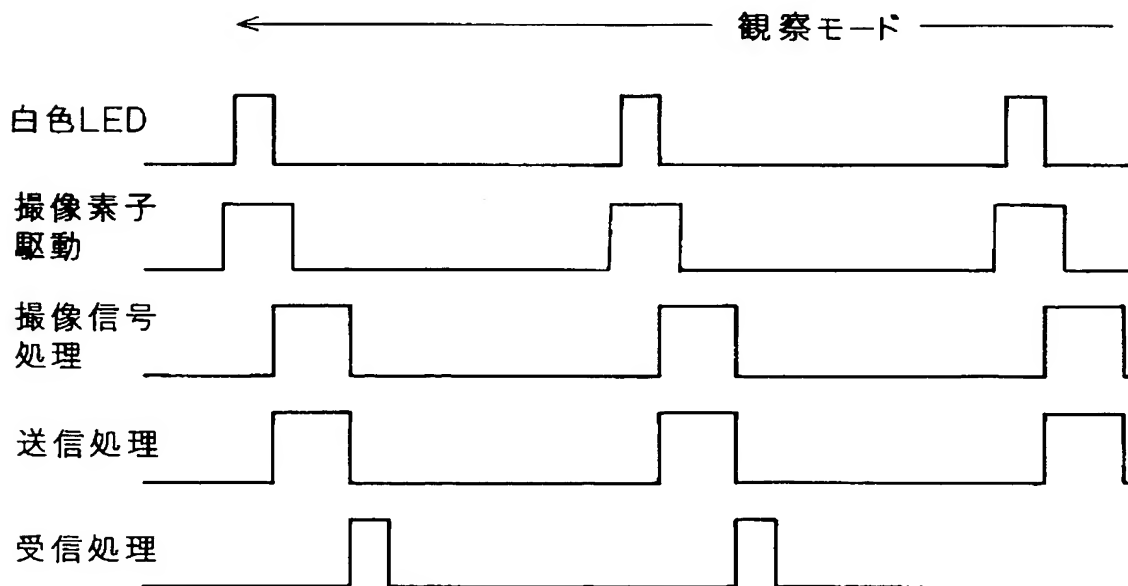 観察モード
白色LED
撮像素子
駆動
撮像信号
処理
送信処理
受信処理